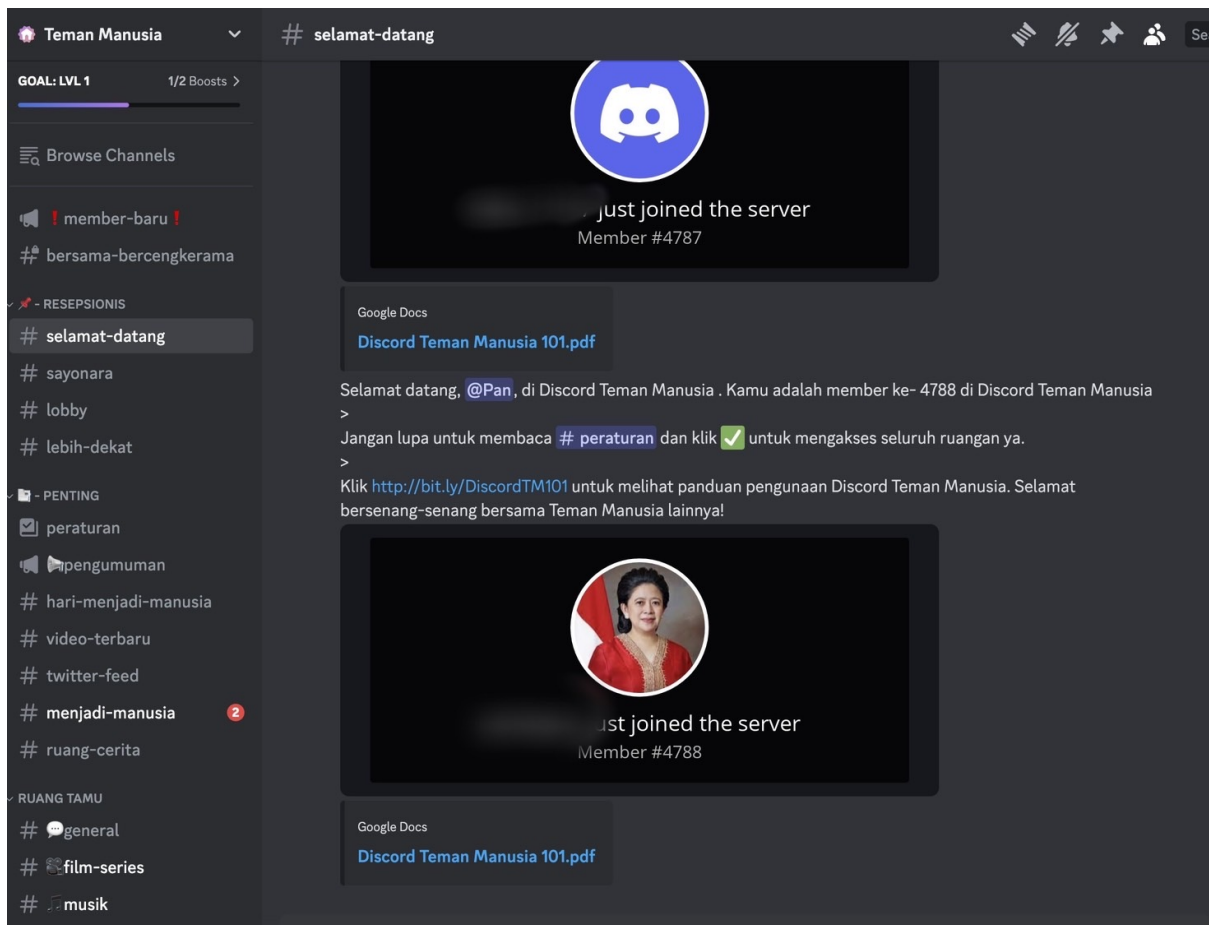 Teman Manusia
GOAL: LVL 1
1/2 Boosts >
Browse Channels
❗member-baru❗
# bersama-bercengkerama
📌 - RESEPSIONIS
# selamat-datang
# sayonara
# lobby
# lebih-dekat
- PENTING
peraturan
pengumuman
# hari-menjadi-manusia
# video-terbaru
# twitter-feed
# menjadi-manusia
2
# ruang-cerita
RUANG TAMU
# 💬general
# 🎥film-series
# 🎵musik
# selamat-datang
Se
just joined the server
Member #4787
Google Docs
Discord Teman Manusia 101.pdf
Selamat datang, @Pan, di Discord Teman Manusia . Kamu adalah member ke- 4788 di Discord Teman Manusia
>
Jangan lupa untuk membaca # peraturan dan klik ✅ untuk mengakses seluruh ruangan ya.
>
Klik http://bit.ly/DiscordTM101 untuk melihat panduan pengunaan Discord Teman Manusia. Selamat
bersenang-senang bersama Teman Manusia lainnya!
just joined the server
Member #4788
Google Docs
Discord Teman Manusia 101.pdf